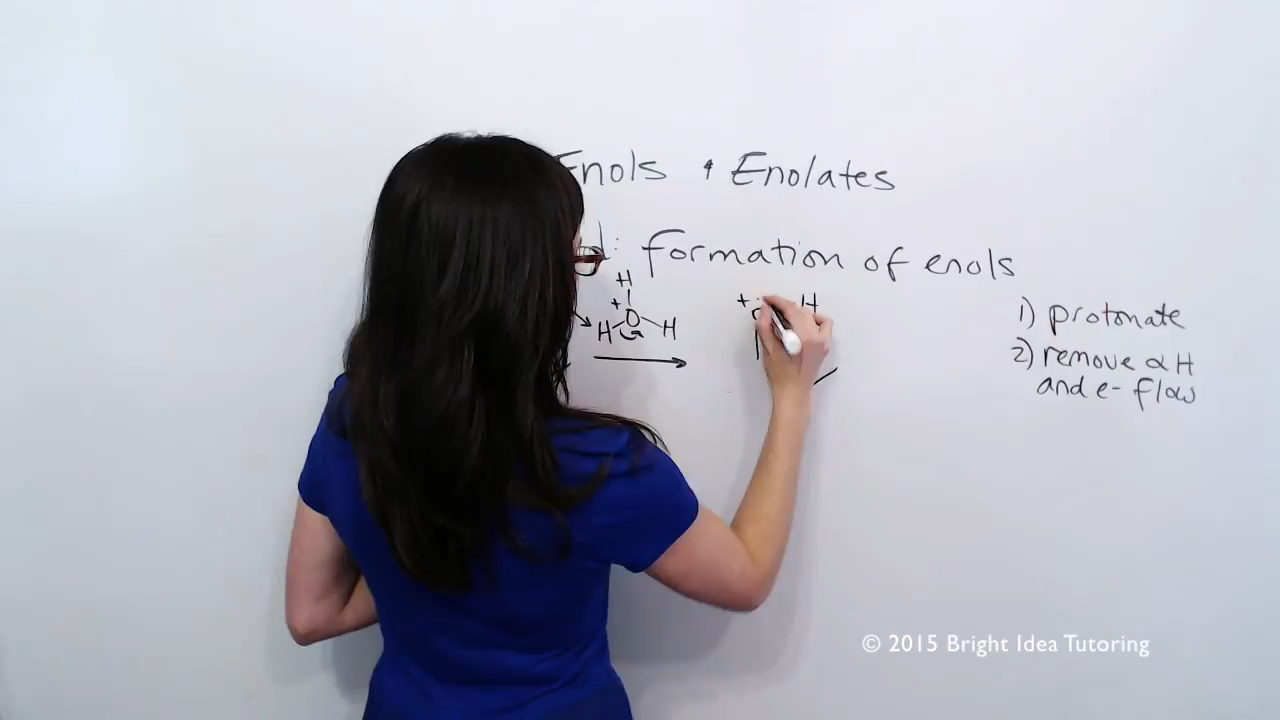 Enols & Enolates
d: formation of enols
H
+
H O H
+ H
1) protonate
2) remove α H
and e- flow
© 2015 Bright Idea Tutoring